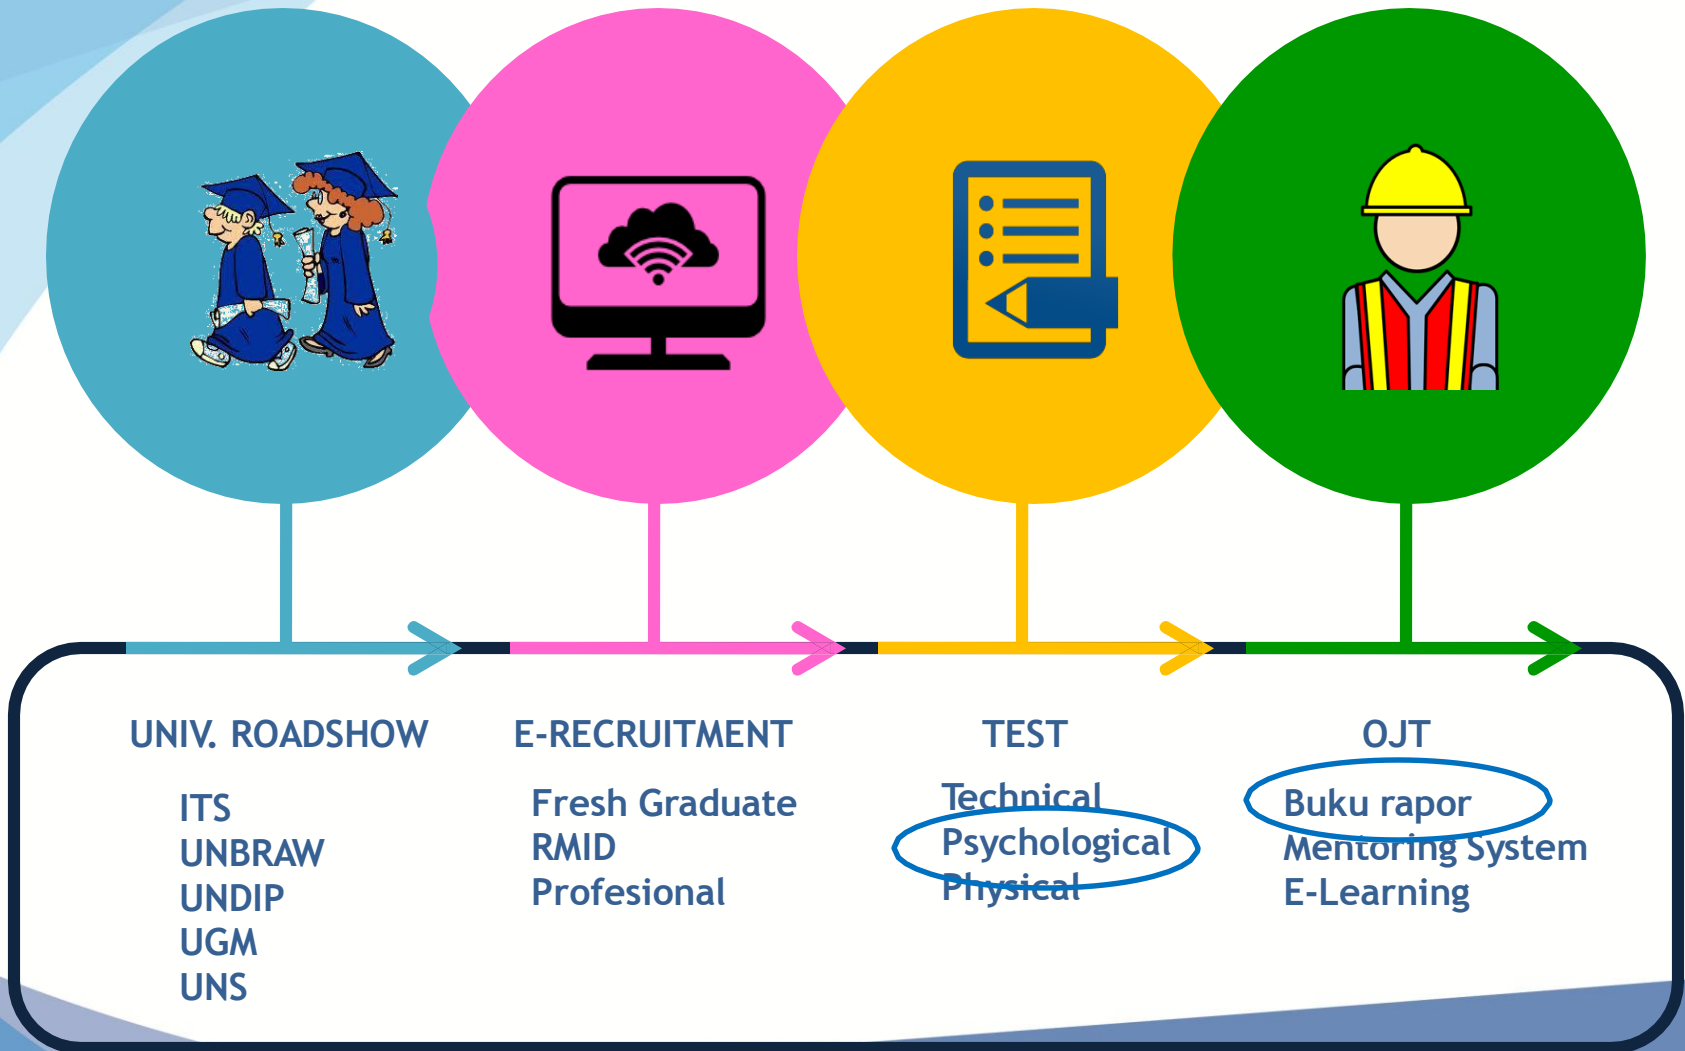 UNIV. ROADSHOW
ITS
UNBRAW
UNDIP
UGM
UNS
E-RECRUITMENT
Fresh Graduate
RMID
Profesional
TEST
Technical
Psychological
Physical
OJT
Buku rapor
Mentoring System
E-Learning